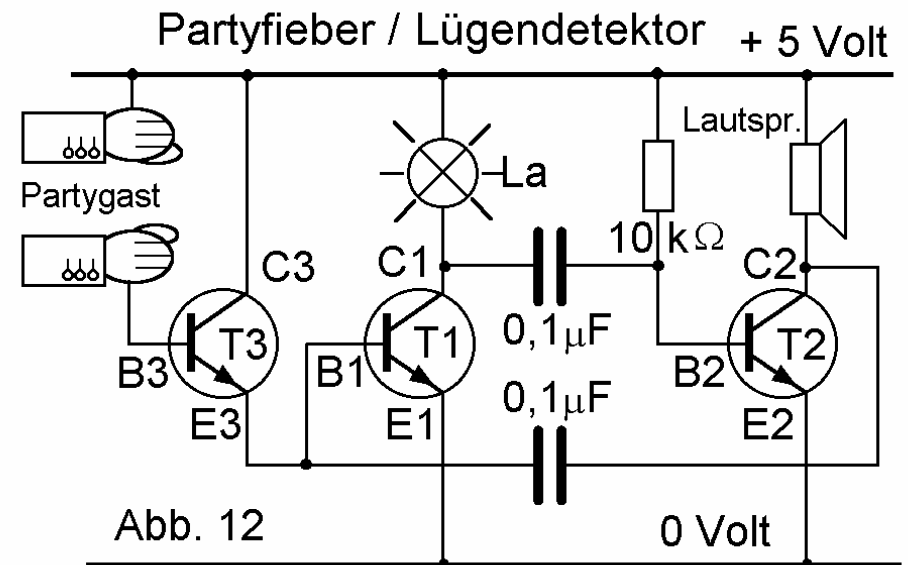 Partyfieber / Lügendetektor
+ 5 Volt
Lautspr.
La
Partygast
10 kΩ
C3
C1
C2
0,1µF
T3
T1
T2
B3
B1
B2
0,1µF
E3
E1
E2
Abb. 12
0 Volt